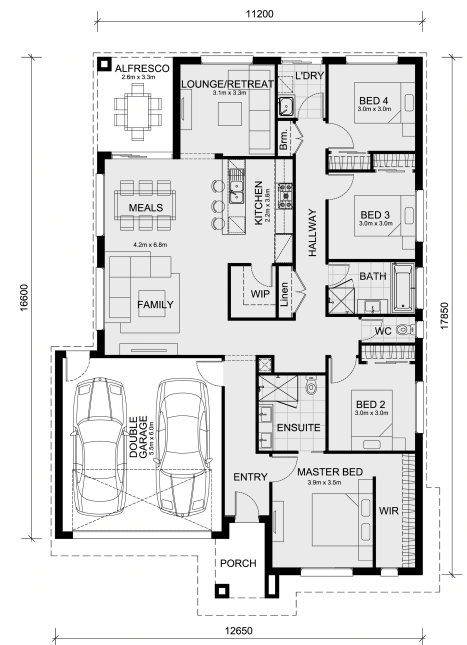 11200
ALFRESCO
2.6m x 3.3m
LOUNGE/RETREAT
3.1m x 3.3m
L'DRY
BED 4
3.0m x 3.0m
Brm.
MEALS
KITCHEN
2.2m x 3.6m
HALLWAY
BED 3
3.0m x 3.0m
4.2m x 6.8m
16600
17850
FAMILY
WIP
Linen
BATH
WC
DOUBLE
GARAGE
5.5m x 6.0m
BED 2
3.0m x 3.0m
ENSUITE
ENTRY
MASTER BED
3.9m x 3.5m
WIR
PORCH
12650